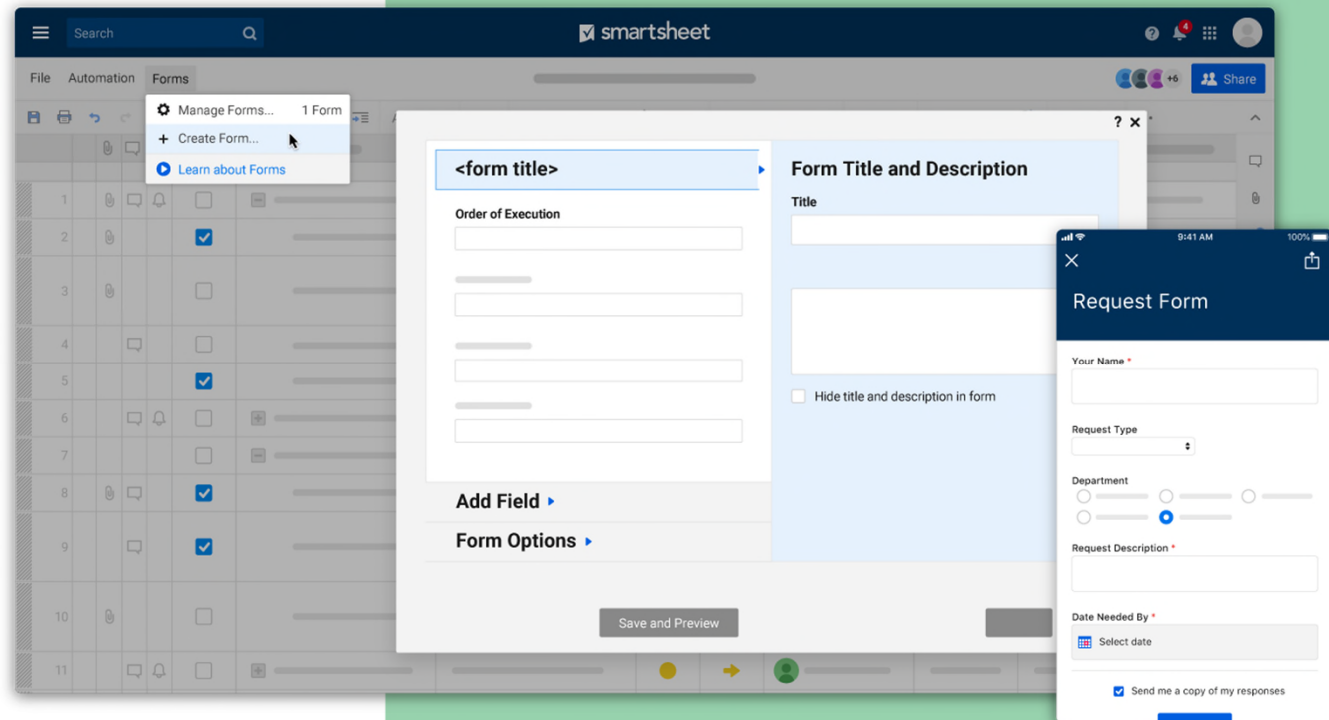 Search
smartsheet
4
File Automation Forms
+6
Share
Manage Forms... 1 Form
+ Create Form...
Learn about Forms
? ×
<form title>
Order of Execution
Add Field
Form Options
Save and Preview
Form Title and Description
Title
Hide title and description in form
1
2
3
4
5
6
7
8
9
10
11
9:41 AM 100%
Request Form
Your Name *
Request Type
Department
Request Description *
Date Needed By *
Select date
Send me a copy of my responses